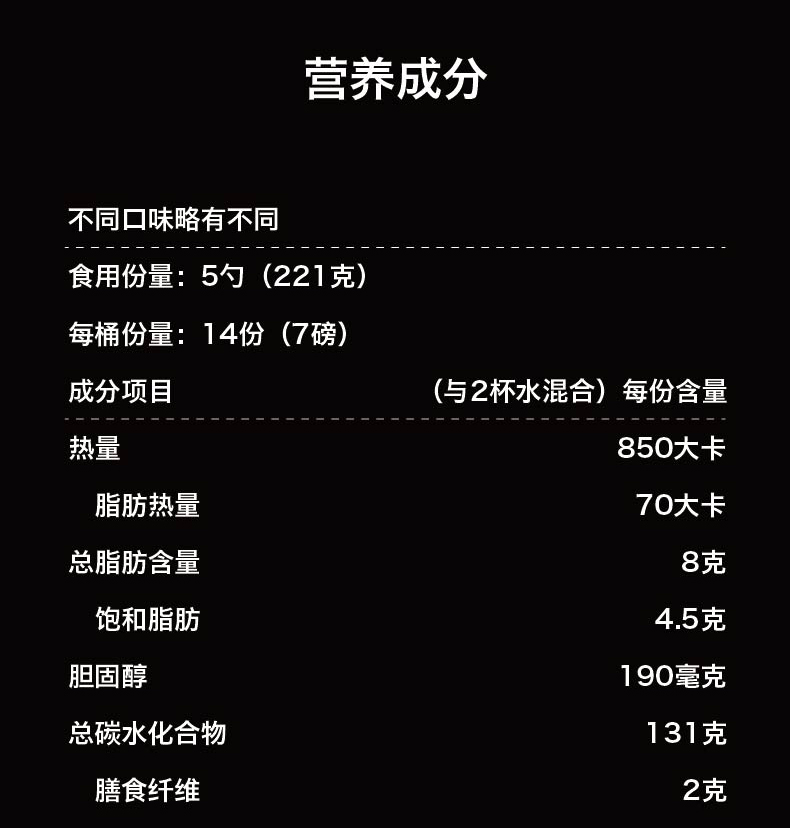 营养成分
不同口味略有不同
食用份量：5勺（221克）
每桶份量：14份（7磅）
成分项目 （与2杯水混合）每份含量
热量 850大卡
脂肪热量 70大卡
总脂肪含量 8克
饱和脂肪 4.5克
胆固醇 190毫克
总碳水化合物 131克
膳食纤维 2克